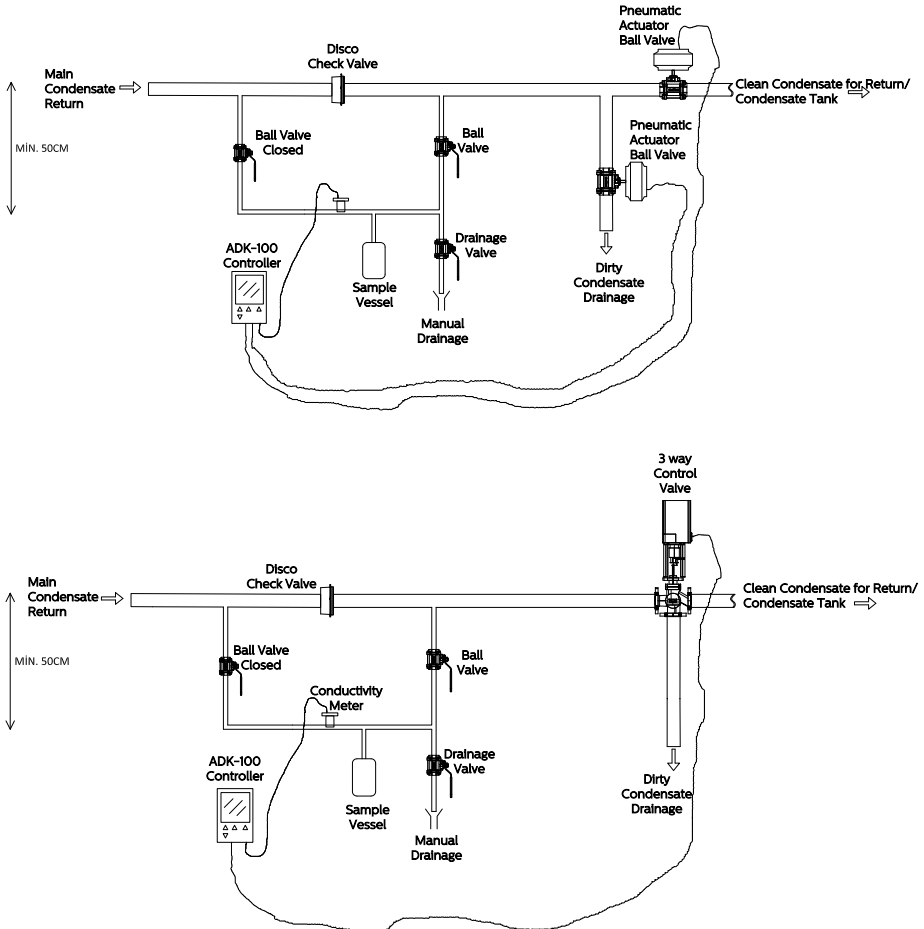 Pneumatic
Actuator
Ball Valve
Disco
Check Valve
Main
Condensate
Return
Clean Condensate for Return/
Condensate Tank
MİN. 50CM
Ball Valve
Closed
Ball
Valve
Pneumatic
Actuator
Ball Valve
ADK-100
Controller
Sample
Vessel
Drainage
Valve
Manual
Drainage
Dirty
Condensate
Drainage
3 way
Control
Valve
Disco
Check Valve
Main
Condensate
Return
Clean Condensate for Return/
Condensate Tank
MİN. 50CM
Ball Valve
Closed
Ball
Valve
Conductivity
Meter
ADK-100
Controller
Sample
Vessel
Drainage
Valve
Manual
Drainage
Dirty
Condensate
Drainage